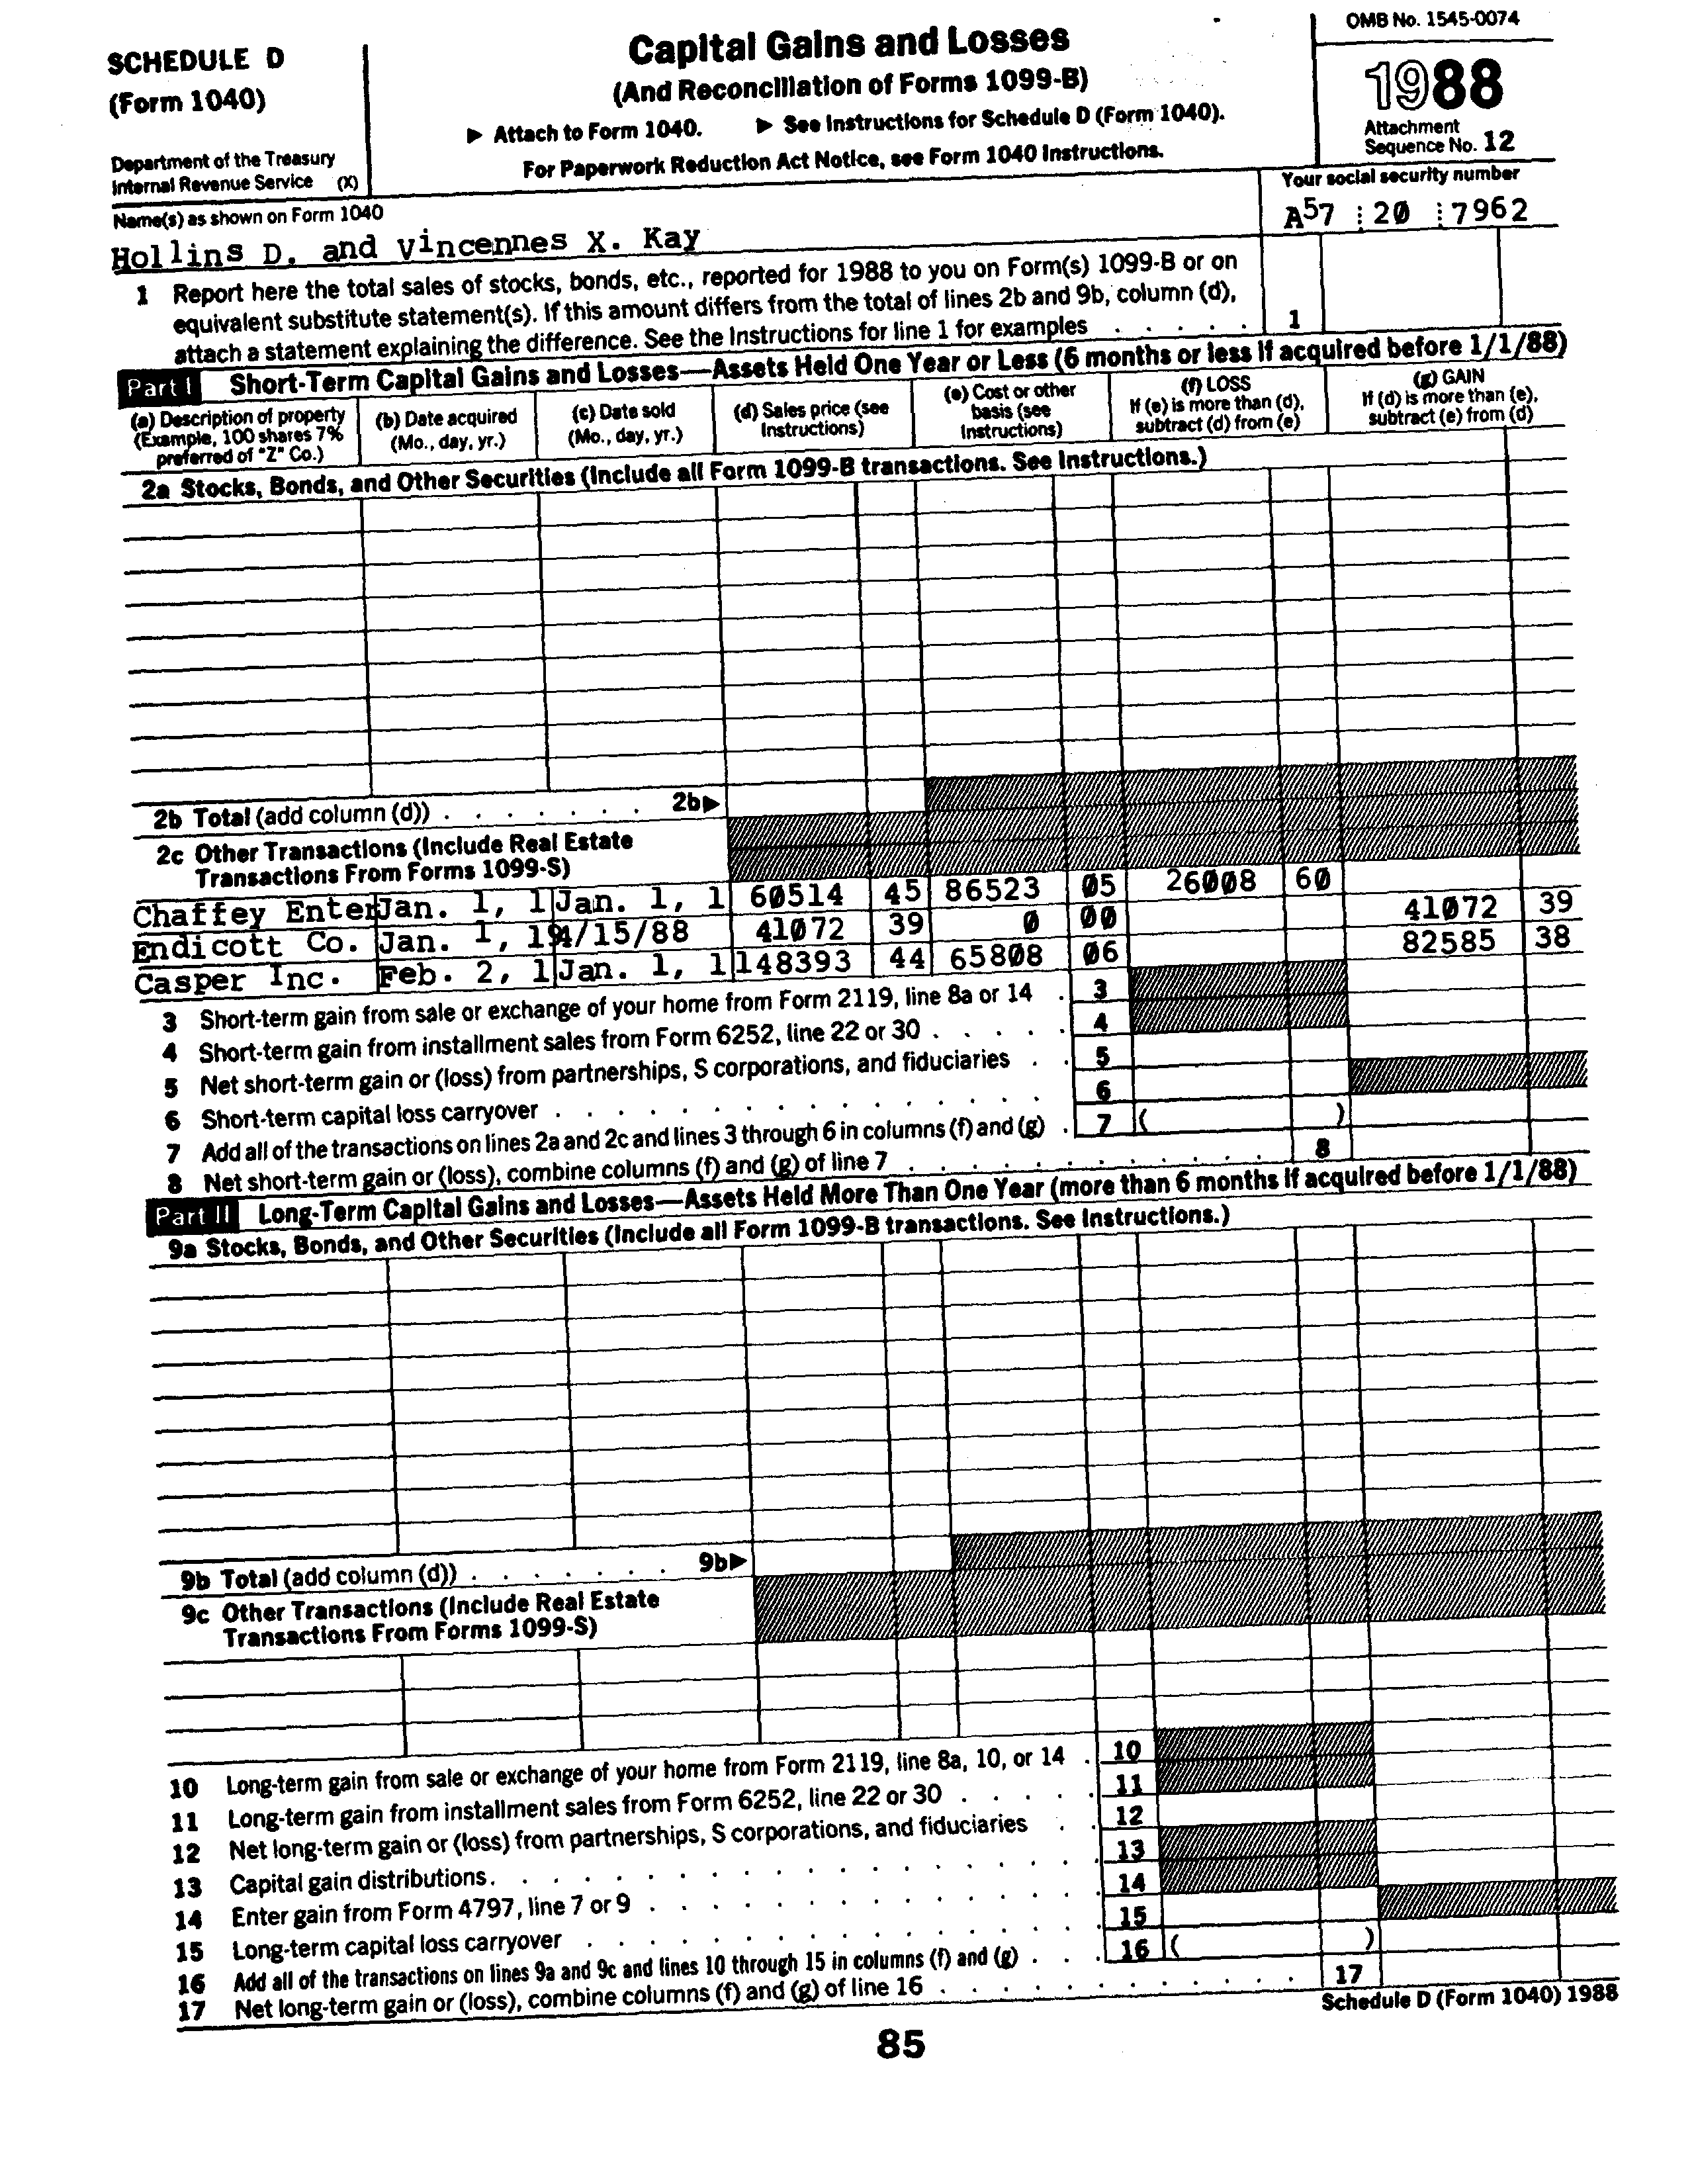 SCHEDULE D
(Form 1040)
Department of the Treasury
Internal Revenue Service (X)
Capital Gains and Losses
(And Reconciliation of Forms 1099-B)
▶ Attach to Form 1040. ▶ See Instructions for Schedule D (Form 1040).
For Paperwork Reduction Act Notice, see Form 1040 Instructions.
OMB No. 1545-0074
1988
Attachment
Sequence No. 12
Name(s) as shown on Form 1040
Hollins D. and Vincennes X. Kay
Your social security number
A57 20 7962
1 Report here the total sales of stocks, bonds, etc., reported for 1988 to you on Form(s) 1099-B or on
equivalent substitute statement(s). If this amount differs from the total of lines 2b and 9b, column (d),
attach a statement explaining the difference. See the Instructions for line 1 for examples . . . . . 1
Part I Short-Term Capital Gains and Losses—Assets Held One Year or Less (6 months or less if acquired before 1/1/88)
(a) Description of property
(Example, 100 shares 7%
preferred of "Z" Co.)
(b) Date acquired
(Mo., day, yr.)
(c) Date sold
(Mo., day, yr.)
(d) Sales price (see
Instructions)
(e) Cost or other
basis (see
Instructions)
(f) LOSS
If (e) is more than (d),
subtract (d) from (e)
(g) GAIN
If (d) is more than (e),
subtract (e) from (d)
2a Stocks, Bonds, and Other Securities (Include all Form 1099-B transactions. See Instructions.)
2b Total (add column (d)) . . . . . . . 2b▶
2c Other Transactions (Include Real Estate
Transactions From Forms 1099-S)
Chaffey Enter Jan. 1, 1 Jan. 1, 1 60514 45 86523 05 26008 60
Endicott Co. Jan. 1, 19 4/15/88 41072 39 0 00 41072 39
Casper Inc. Feb. 2, 1 Jan. 1, 1 148393 44 65808 06 82585 38
3 Short-term gain from sale or exchange of your home from Form 2119, line 8a or 14 . 3
4 Short-term gain from installment sales from Form 6252, line 22 or 30 . . . . . 4
5 Net short-term gain or (loss) from partnerships, S corporations, and fiduciaries . . 5
6 Short-term capital loss carryover . . . . . . . . . . . . . . . . 6
7 Add all of the transactions on lines 2a and 2c and lines 3 through 6 in columns (f) and (g) . 7 ( )
8 Net short-term gain or (loss), combine columns (f) and (g) of line 7 . . . . . . . . . . . . . 8
Part II Long-Term Capital Gains and Losses—Assets Held More Than One Year (more than 6 months if acquired before 1/1/88)
9a Stocks, Bonds, and Other Securities (Include all Form 1099-B transactions. See Instructions.)
9b Total (add column (d)) . . . . . . . 9b▶
9c Other Transactions (Include Real Estate
Transactions From Forms 1099-S)
10 Long-term gain from sale or exchange of your home from Form 2119, line 8a, 10, or 14 . 10
11 Long-term gain from installment sales from Form 6252, line 22 or 30 . . . . . 11
12 Net long-term gain or (loss) from partnerships, S corporations, and fiduciaries . . 12
13 Capital gain distributions. . . . . . . . . . . . . . . . . . . 13
14 Enter gain from Form 4797, line 7 or 9 . . . . . . . . . . . . . . 14
15 Long-term capital loss carryover . . . . . . . . . . . . . . . . 15
16 Add all of the transactions on lines 9a and 9c and lines 10 through 15 in columns (f) and (g) . . . 16 ( )
17 Net long-term gain or (loss), combine columns (f) and (g) of line 16 . . . . . . . . . . . . 17
Schedule D (Form 1040) 1988
85